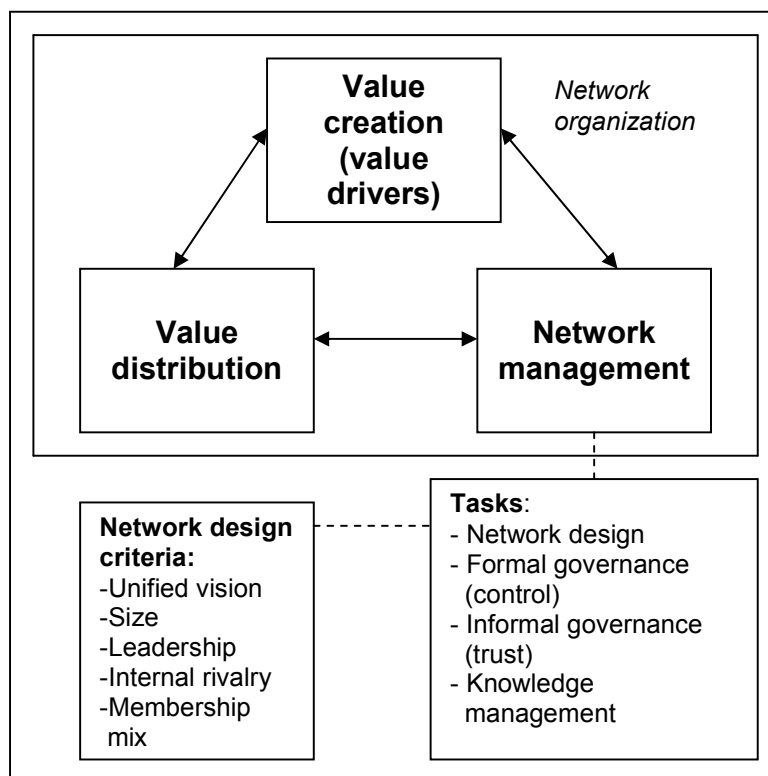 Value
creation
(value
drivers)
Network
organization
Value
distribution
Network
management
Network design
criteria:
-Unified vision
-Size
-Leadership
-Internal rivalry
-Membership
mix
Tasks:
- Network design
- Formal governance
(control)
- Informal governance
(trust)
- Knowledge
management